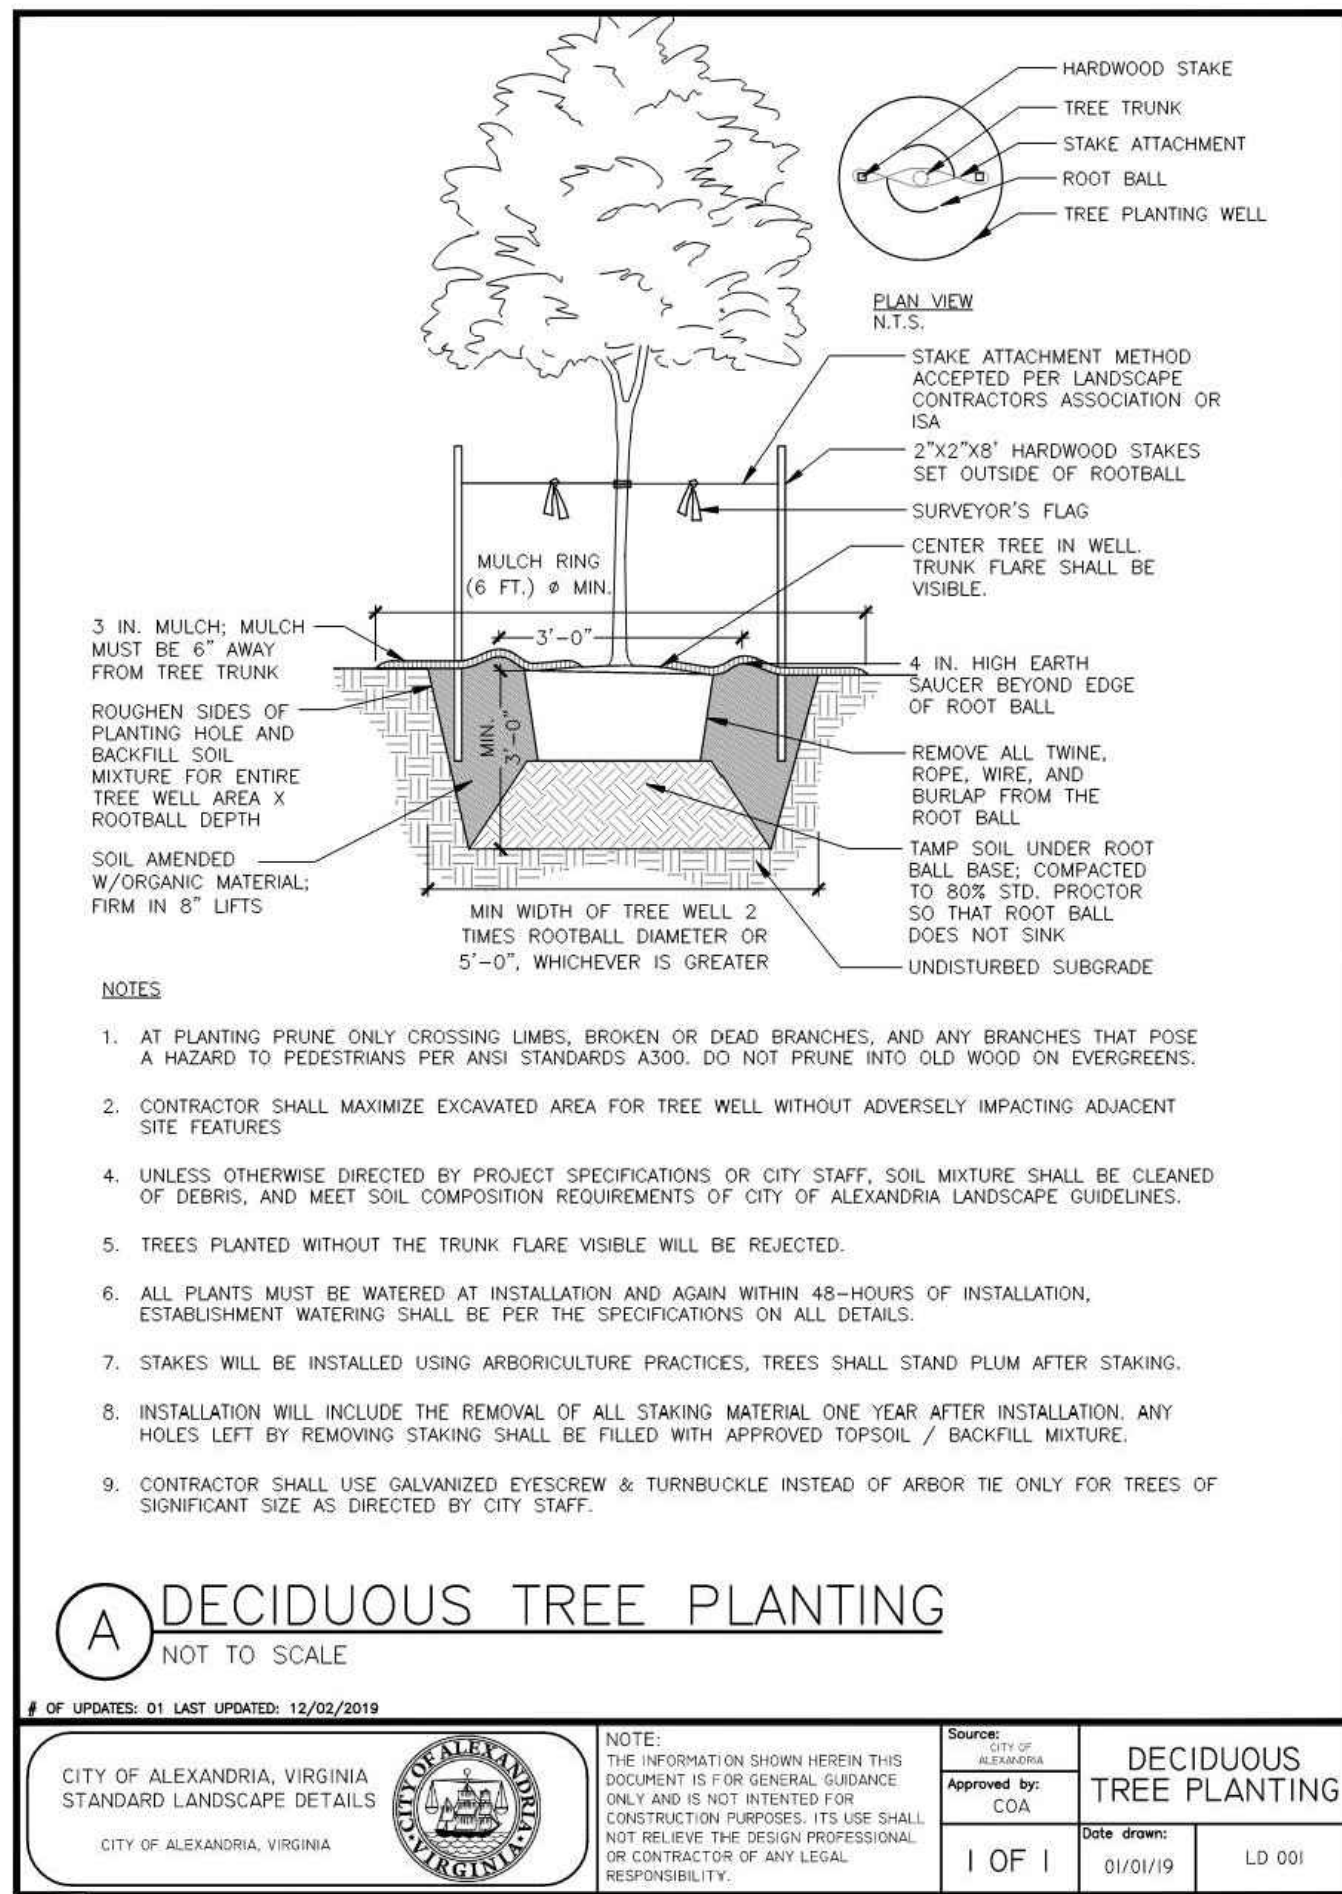 HARDWOOD STAKE
TREE TRUNK
STAKE ATTACHMENT
ROOT BALL
TREE PLANTING WELL
PLAN VIEW
N.T.S.
STAKE ATTACHMENT METHOD
ACCEPTED PER LANDSCAPE
CONTRACTORS ASSOCIATION OR
ISA
2"X2"X8' HARDWOOD STAKES
SET OUTSIDE OF ROOTBALL
SURVEYOR'S FLAG
CENTER TREE IN WELL.
TRUNK FLARE SHALL BE
VISIBLE.
MULCH RING
(6 FT.) ø MIN.
3'-0"
3 IN. MULCH; MULCH
MUST BE 6" AWAY
FROM TREE TRUNK
4 IN. HIGH EARTH
SAUCER BEYOND EDGE
OF ROOT BALL
ROUGHEN SIDES OF
PLANTING HOLE AND
BACKFILL SOIL
MIXTURE FOR ENTIRE
TREE WELL AREA X
ROOTBALL DEPTH
MIN.
3'-0"
REMOVE ALL TWINE,
ROPE, WIRE, AND
BURLAP FROM THE
ROOT BALL
SOIL AMENDED
W/ORGANIC MATERIAL;
FIRM IN 8" LIFTS
TAMP SOIL UNDER ROOT
BALL BASE; COMPACTED
TO 80% STD. PROCTOR
SO THAT ROOT BALL
DOES NOT SINK
MIN WIDTH OF TREE WELL 2
TIMES ROOTBALL DIAMETER OR
5'-0", WHICHEVER IS GREATER
UNDISTURBED SUBGRADE
NOTES
1. AT PLANTING PRUNE ONLY CROSSING LIMBS, BROKEN OR DEAD BRANCHES, AND ANY BRANCHES THAT POSE
A HAZARD TO PEDESTRIANS PER ANSI STANDARDS A300. DO NOT PRUNE INTO OLD WOOD ON EVERGREENS.
2. CONTRACTOR SHALL MAXIMIZE EXCAVATED AREA FOR TREE WELL WITHOUT ADVERSELY IMPACTING ADJACENT
SITE FEATURES
4. UNLESS OTHERWISE DIRECTED BY PROJECT SPECIFICATIONS OR CITY STAFF, SOIL MIXTURE SHALL BE CLEANED
OF DEBRIS, AND MEET SOIL COMPOSITION REQUIREMENTS OF CITY OF ALEXANDRIA LANDSCAPE GUIDELINES.
5. TREES PLANTED WITHOUT THE TRUNK FLARE VISIBLE WILL BE REJECTED.
6. ALL PLANTS MUST BE WATERED AT INSTALLATION AND AGAIN WITHIN 48-HOURS OF INSTALLATION,
ESTABLISHMENT WATERING SHALL BE PER THE SPECIFICATIONS ON ALL DETAILS.
7. STAKES WILL BE INSTALLED USING ARBORICULTURE PRACTICES, TREES SHALL STAND PLUM AFTER STAKING.
8. INSTALLATION WILL INCLUDE THE REMOVAL OF ALL STAKING MATERIAL ONE YEAR AFTER INSTALLATION. ANY
HOLES LEFT BY REMOVING STAKING SHALL BE FILLED WITH APPROVED TOPSOIL / BACKFILL MIXTURE.
9. CONTRACTOR SHALL USE GALVANIZED EYESCREW & TURNBUCKLE INSTEAD OF ARBOR TIE ONLY FOR TREES OF
SIGNIFICANT SIZE AS DIRECTED BY CITY STAFF.
A DECIDUOUS TREE PLANTING
NOT TO SCALE
# OF UPDATES: 01 LAST UPDATED: 12/02/2019
CITY OF ALEXANDRIA, VIRGINIA
STANDARD LANDSCAPE DETAILS
CITY OF ALEXANDRIA, VIRGINIA
CITY OF ALEXANDRIA VIRGINIA
NOTE:
THE INFORMATION SHOWN HEREIN THIS
DOCUMENT IS FOR GENERAL GUIDANCE
ONLY AND IS NOT INTENDED FOR
CONSTRUCTION PURPOSES. ITS USE SHALL
NOT RELIEVE THE DESIGN PROFESSIONAL
OR CONTRACTOR OF ANY LEGAL
RESPONSIBILITY.
Source:
CITY OF
ALEXANDRIA
Approved by:
COA
1 OF 1
DECIDUOUS
TREE PLANTING
Date drawn:
01/01/19
LD 001